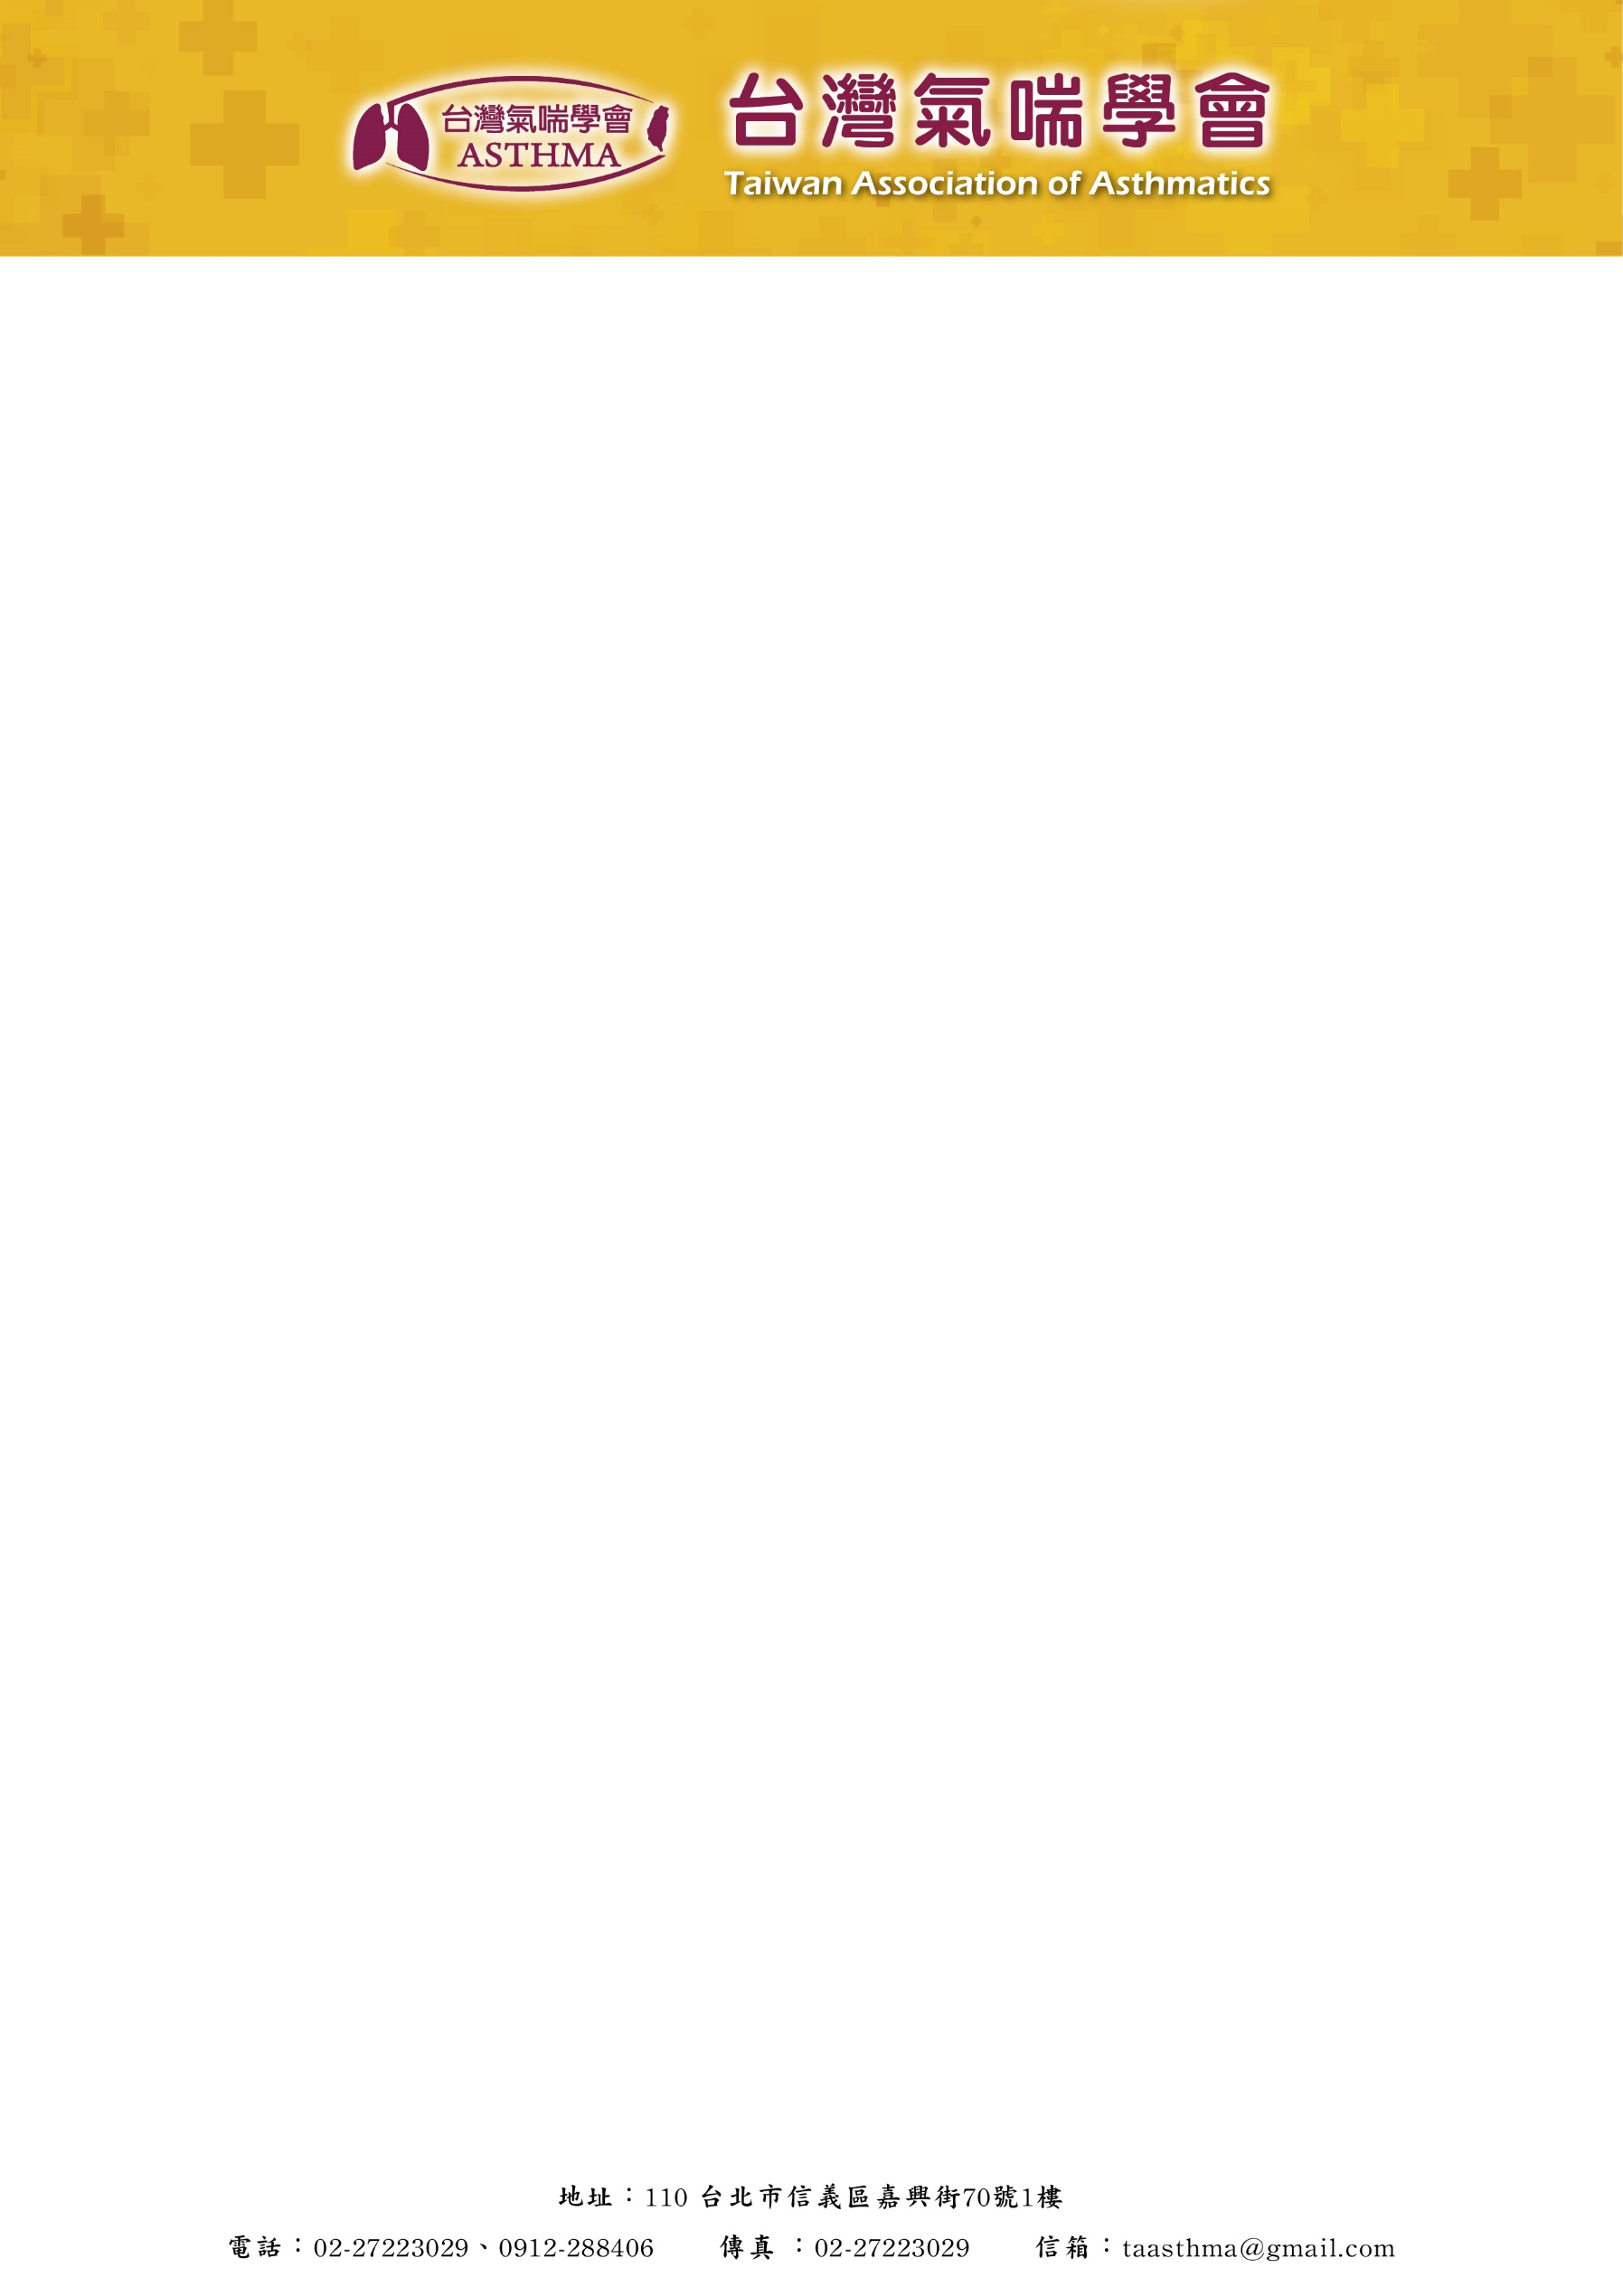 台灣氣喘學會
ASTHMA
台灣氣喘學會
Taiwan Association of Asthmatics
地址：110 台北市信義區嘉興街70號1樓
電話：02-27223029、0912-288406 傳真：02-27223029 信箱：taasthma@gmail.com